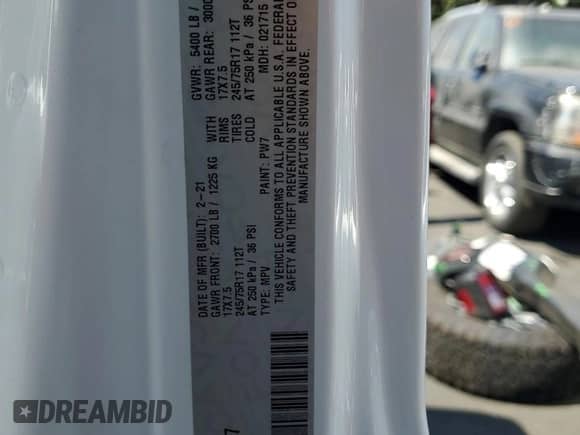 DATE OF MFR (BUILT): 2-21
GVWR: 5400 LB /
GAWR FRONT: 2700 LB / 1225 KG
WITH
GAWR REAR: 3000
17X7.5
RIMS
17X7.5
245/75R17 112T
TIRES
245/75R17 112T
AT 250 kPa / 36 PSI
COLD
AT 250 kPa / 36 PSI
TYPE: MPV
PAINT: PW7
MDH: 021715
THIS VEHICLE CONFORMS TO ALL APPLICABLE U.S.A. FEDERAL
SAFETY AND THEFT PREVENTION STANDARDS IN EFFECT O
MANUFACTURE SHOWN ABOVE.
7
DREAMBID